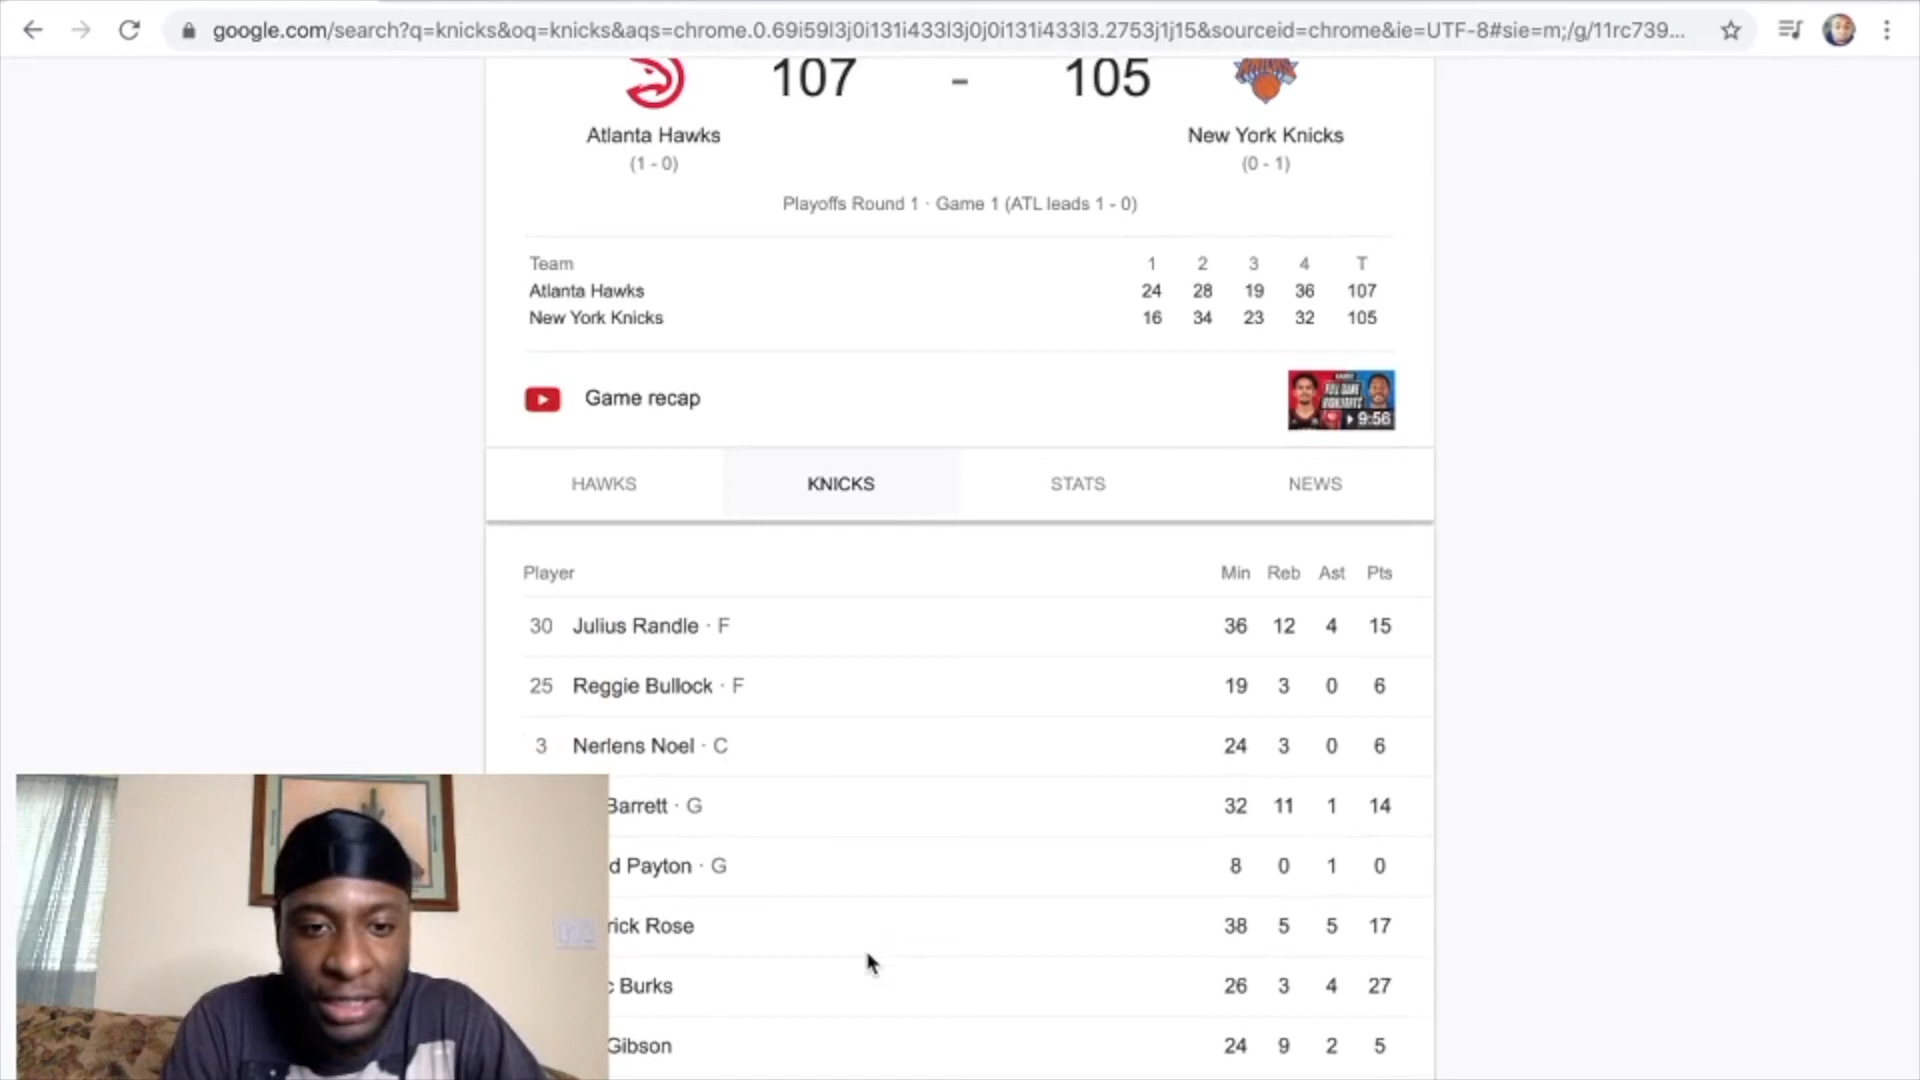 google.com/search?q=knicks&oq=knicks&aqs=chrome.0.69i59l3j0i131i433l3j0j0i131i433l3.2753j1j15&sourceid=chrome&ie=UTF-8#sie=m;/g/11rc739...
107 - 105
Atlanta Hawks New York Knicks
(1 - 0) (0 - 1)
Playoffs Round 1 · Game 1 (ATL leads 1 - 0)
Team 1 2 3 4 T
Atlanta Hawks 24 28 19 36 107
New York Knicks 16 34 23 32 105
Game recap
FULL GAME
9:56
HAWKS KNICKS STATS NEWS
Player Min Reb Ast Pts
30 Julius Randle · F 36 12 4 15
25 Reggie Bullock · F 19 3 0 6
3 Nerlens Noel · C 24 3 0 6
Barrett · G 32 11 1 14
d Payton · G 8 0 1 0
rick Rose 38 5 5 17
c Burks 26 3 4 27
Gibson 24 9 2 5